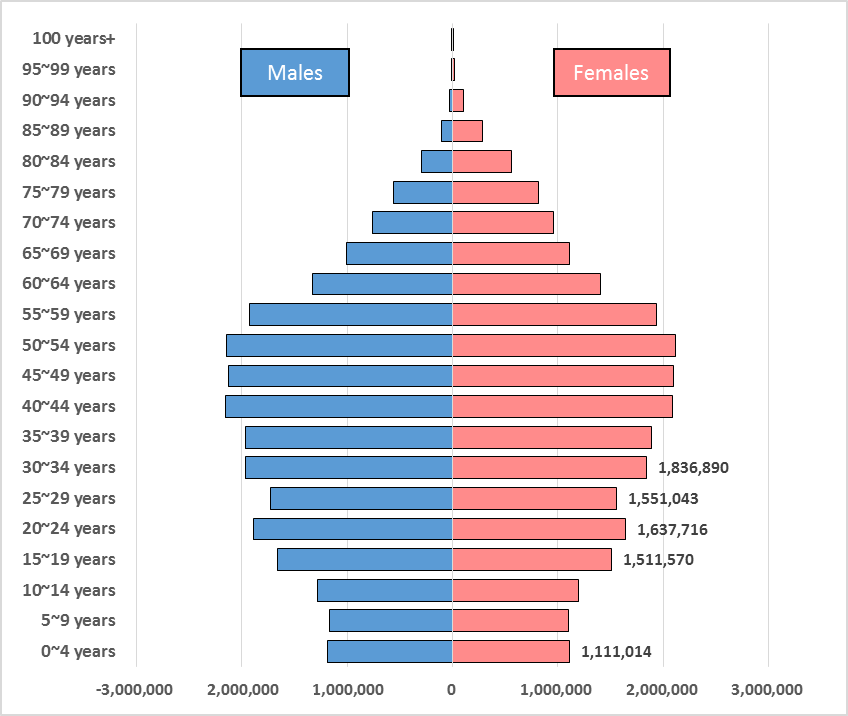 100 years+
95~99 years
Males
Females
90~94 years
85~89 years
80~84 years
75~79 years
70~74 years
65~69 years
60~64 years
55~59 years
50~54 years
45~49 years
40~44 years
35~39 years
30~34 years 1,836,890
25~29 years 1,551,043
20~24 years 1,637,716
15~19 years 1,511,570
10~14 years
5~9 years
0~4 years 1,111,014
-3,000,000 2,000,000 1,000,000 0 1,000,000 2,000,000 3,000,000